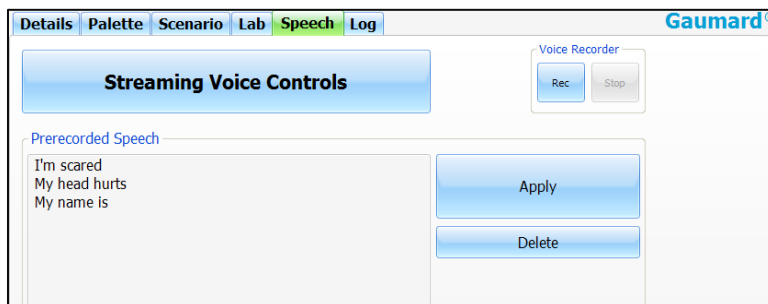 Details Palette Scenario Lab Speech Log Gaumard
Streaming Voice Controls
Voice Recorder
Rec Stop
Prerecorded Speech
I'm scared
My head hurts
My name is
Apply
Delete